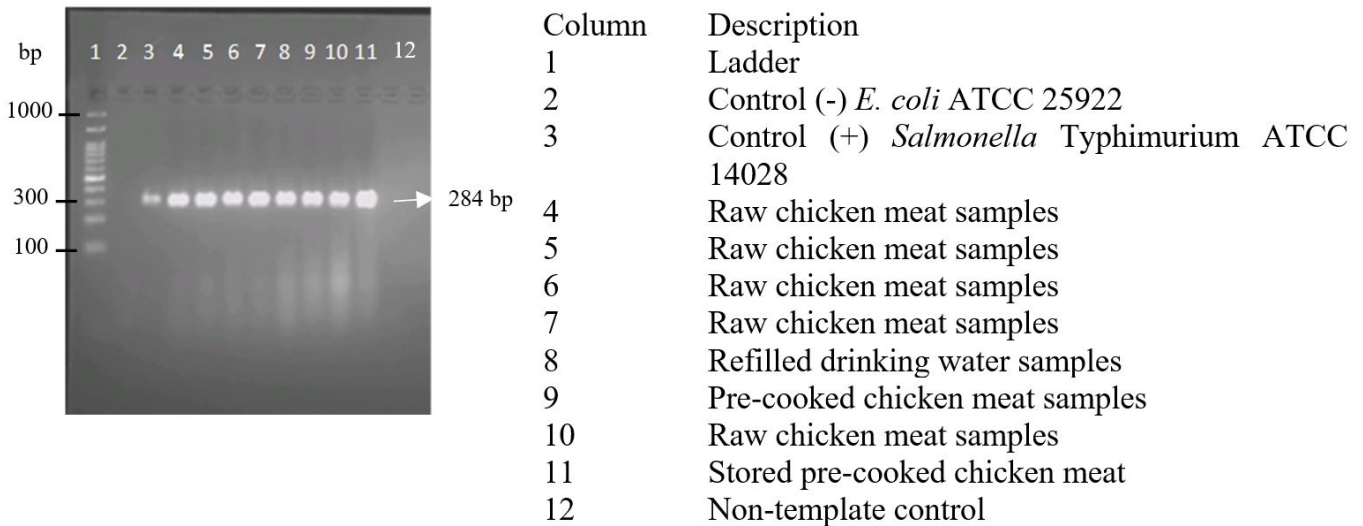 bp 1 2 3 4 5 6 7 8 9 10 11 12
1000
300
284 bp
100
Column Description
1 Ladder
2 Control (-) E. coli ATCC 25922
3 Control (+) Salmonella Typhimurium ATCC
14028
4 Raw chicken meat samples
5 Raw chicken meat samples
6 Raw chicken meat samples
7 Raw chicken meat samples
8 Refilled drinking water samples
9 Pre-cooked chicken meat samples
10 Raw chicken meat samples
11 Stored pre-cooked chicken meat
12 Non-template control